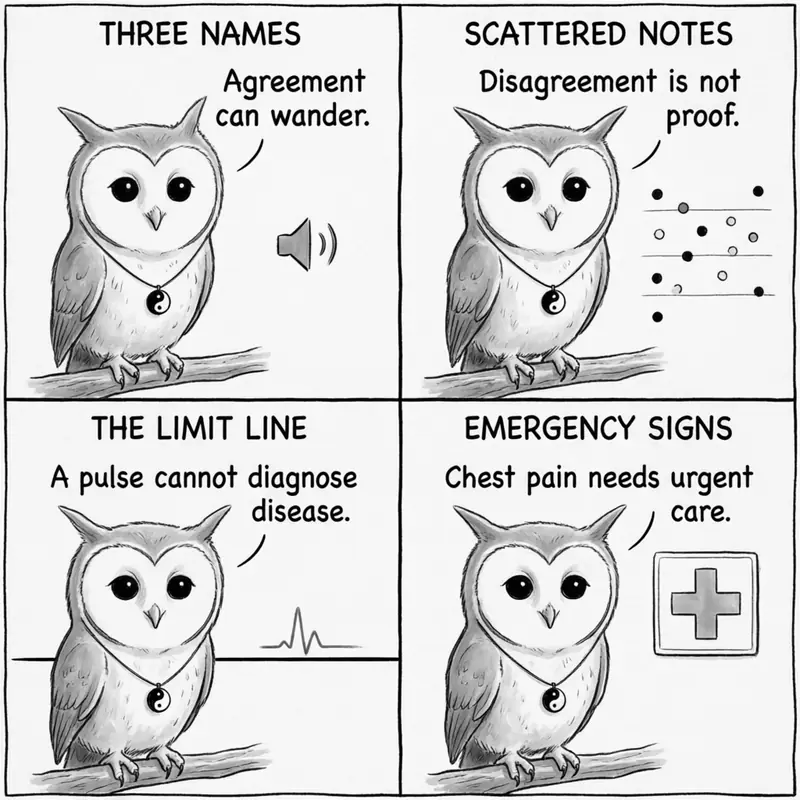 THREE NAMES
Agreement
can wander.
SCATTERED NOTES
Disagreement is not
proof.
THE LIMIT LINE
A pulse cannot diagnose
disease.
EMERGENCY SIGNS
Chest pain needs urgent
care.